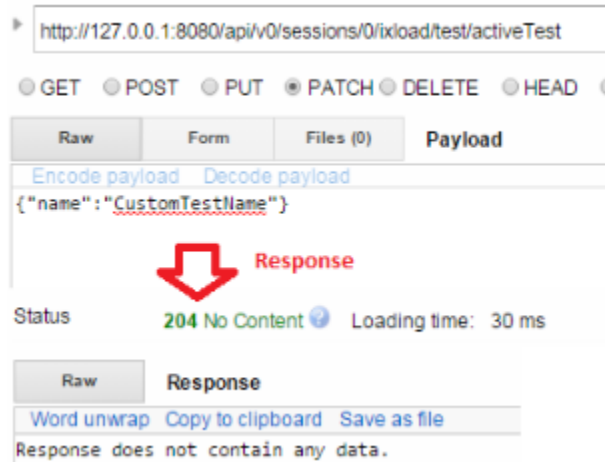 http://127.0.0.1:8080/api/v0/sessions/0/ixload/test/activeTest
GET POST PUT PATCH DELETE HEAD
Raw Form Files (0) Payload
Encode payload Decode payload
{"name":"CustomTestName"}
Response
Status 204 No Content ? Loading time: 30 ms
Raw Response
Word unwrap Copy to clipboard Save as file
Response does not contain any data.